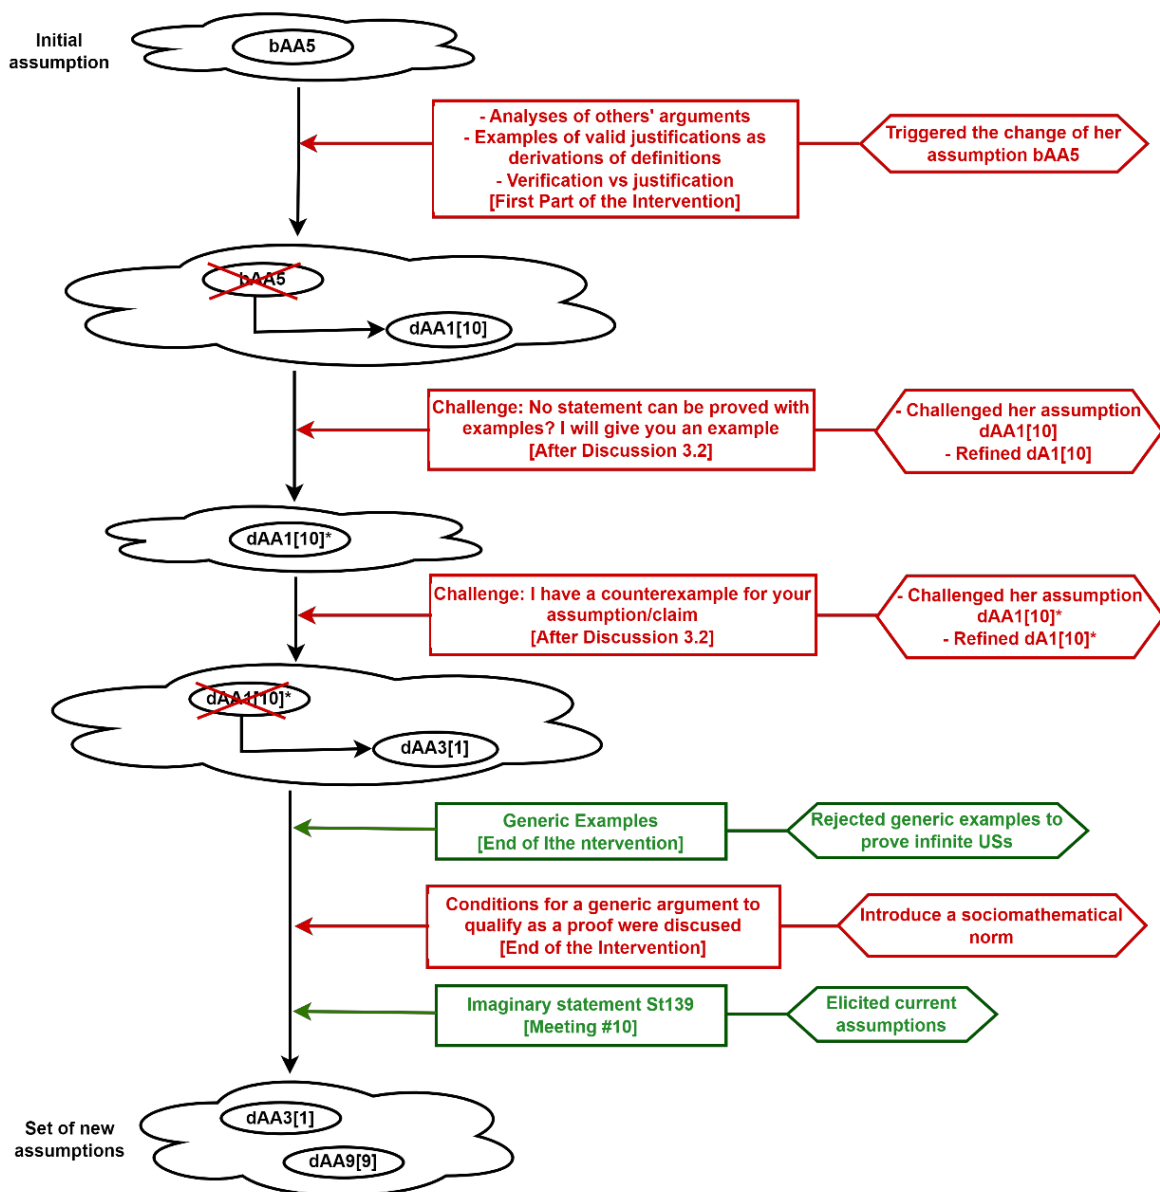 Initial
assumption
bAA5
- Analyses of others' arguments
- Examples of valid justifications as
derivations of definitions
- Verification vs justification
[First Part of the Intervention]
Triggered the change of her
assumption bAA5
bAA5
dAA1[10]
Challenge: No statement can be proved with
examples? I will give you an example
[After Discussion 3.2]
- Challenged her assumption
dAA1[10]
- Refined dA1[10]
dAA1[10]*
Challenge: I have a counterexample for your
assumption/claim
[After Discussion 3.2]
- Challenged her assumption
dAA1[10]*
- Refined dA1[10]*
dAA1[10]*
dAA3[1]
Generic Examples
[End of Ithe ntervention]
Rejected generic examples to
prove infinite USs
Conditions for a generic argument to
qualify as a proof were discused
[End of the Intervention]
Introduce a sociomathematical
norm
Imaginary statement St139
[Meeting #10]
Elicited current
assumptions
Set of new
assumptions
dAA3[1]
dAA9[9]